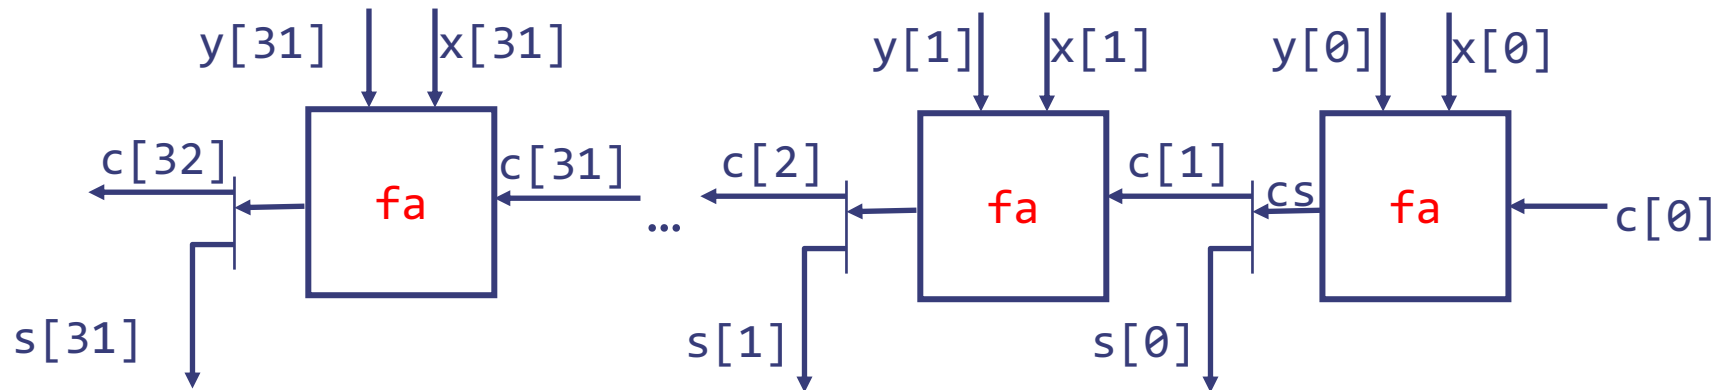 y[31] x[31] y[1] x[1] y[0] x[0]
c[32] fa c[31] ... c[2] fa c[1] cs fa c[0]
s[31] s[1] s[0]